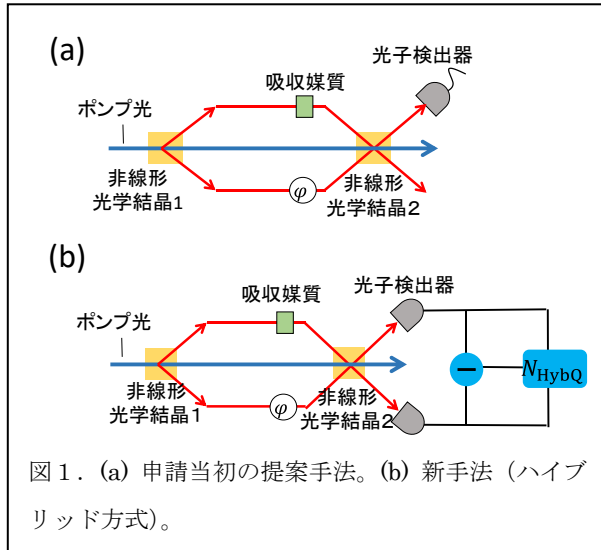 (a)
光子検出器
吸収媒質
ポンプ光
非線形
光学結晶1
φ
非線形
光学結晶2
(b)
光子検出器
吸収媒質
ポンプ光
非線形
光学結晶1
φ
非線形
光学結晶2
−
N_HybQ
図１．(a) 申請当初の提案手法。(b) 新手法（ハイブ
リッド方式）。